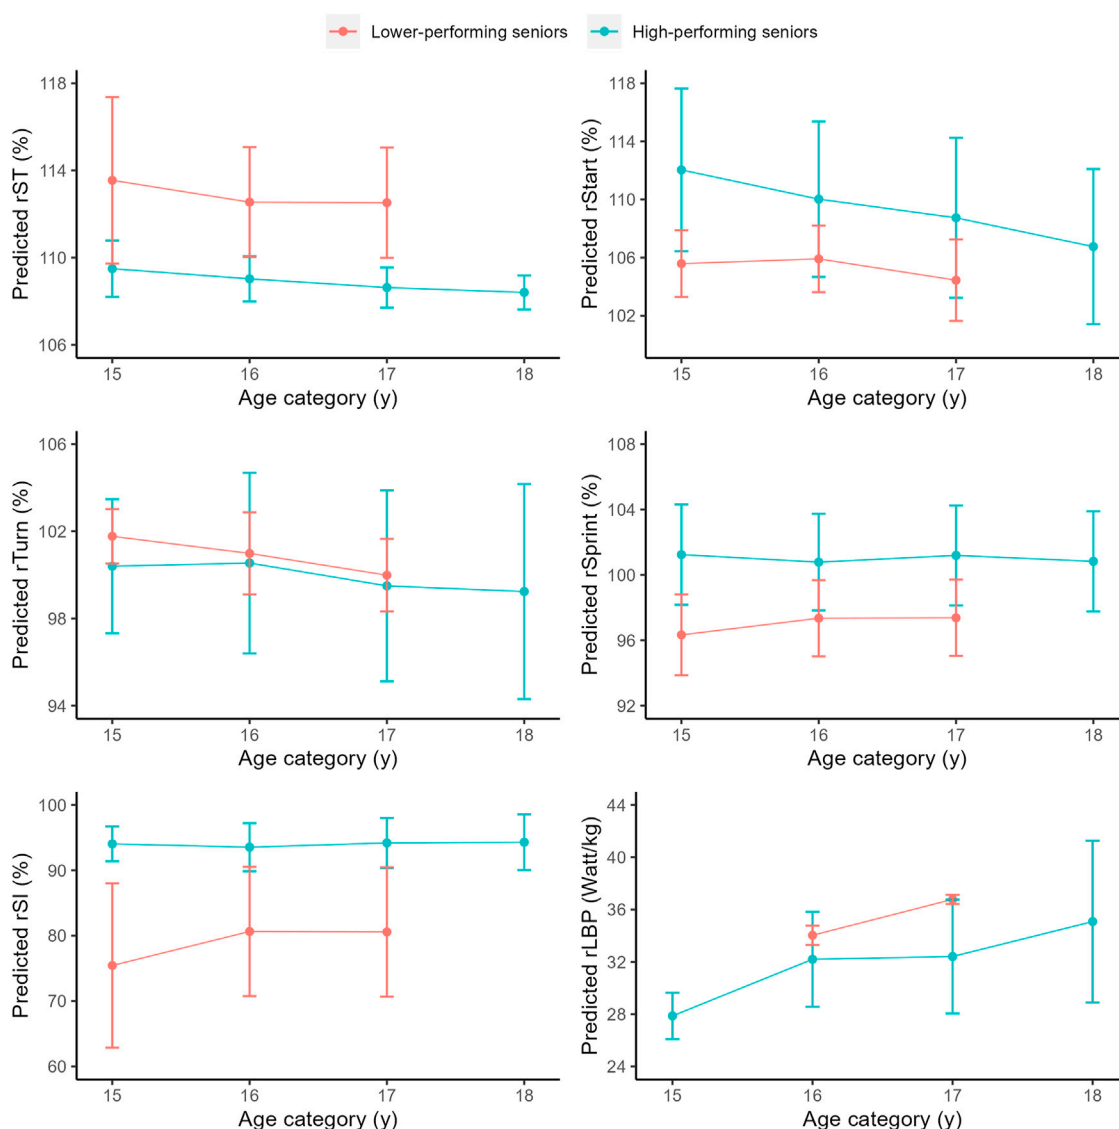 Lower-performing seniors High-performing seniors
Predicted rST (%)
118
114
110
106
15 16 17 18
Age category (y)
Predicted rStart (%)
118
114
110
106
102
15 16 17 18
Age category (y)
Predicted rTurn (%)
106
102
98
94
15 16 17 18
Age category (y)
Predicted rSprint (%)
108
104
100
96
92
15 16 17 18
Age category (y)
Predicted rSI (%)
100
90
80
70
60
15 16 17 18
Age category (y)
Predicted rLBP (Watt/kg)
44
40
36
32
28
24
15 16 17 18
Age category (y)